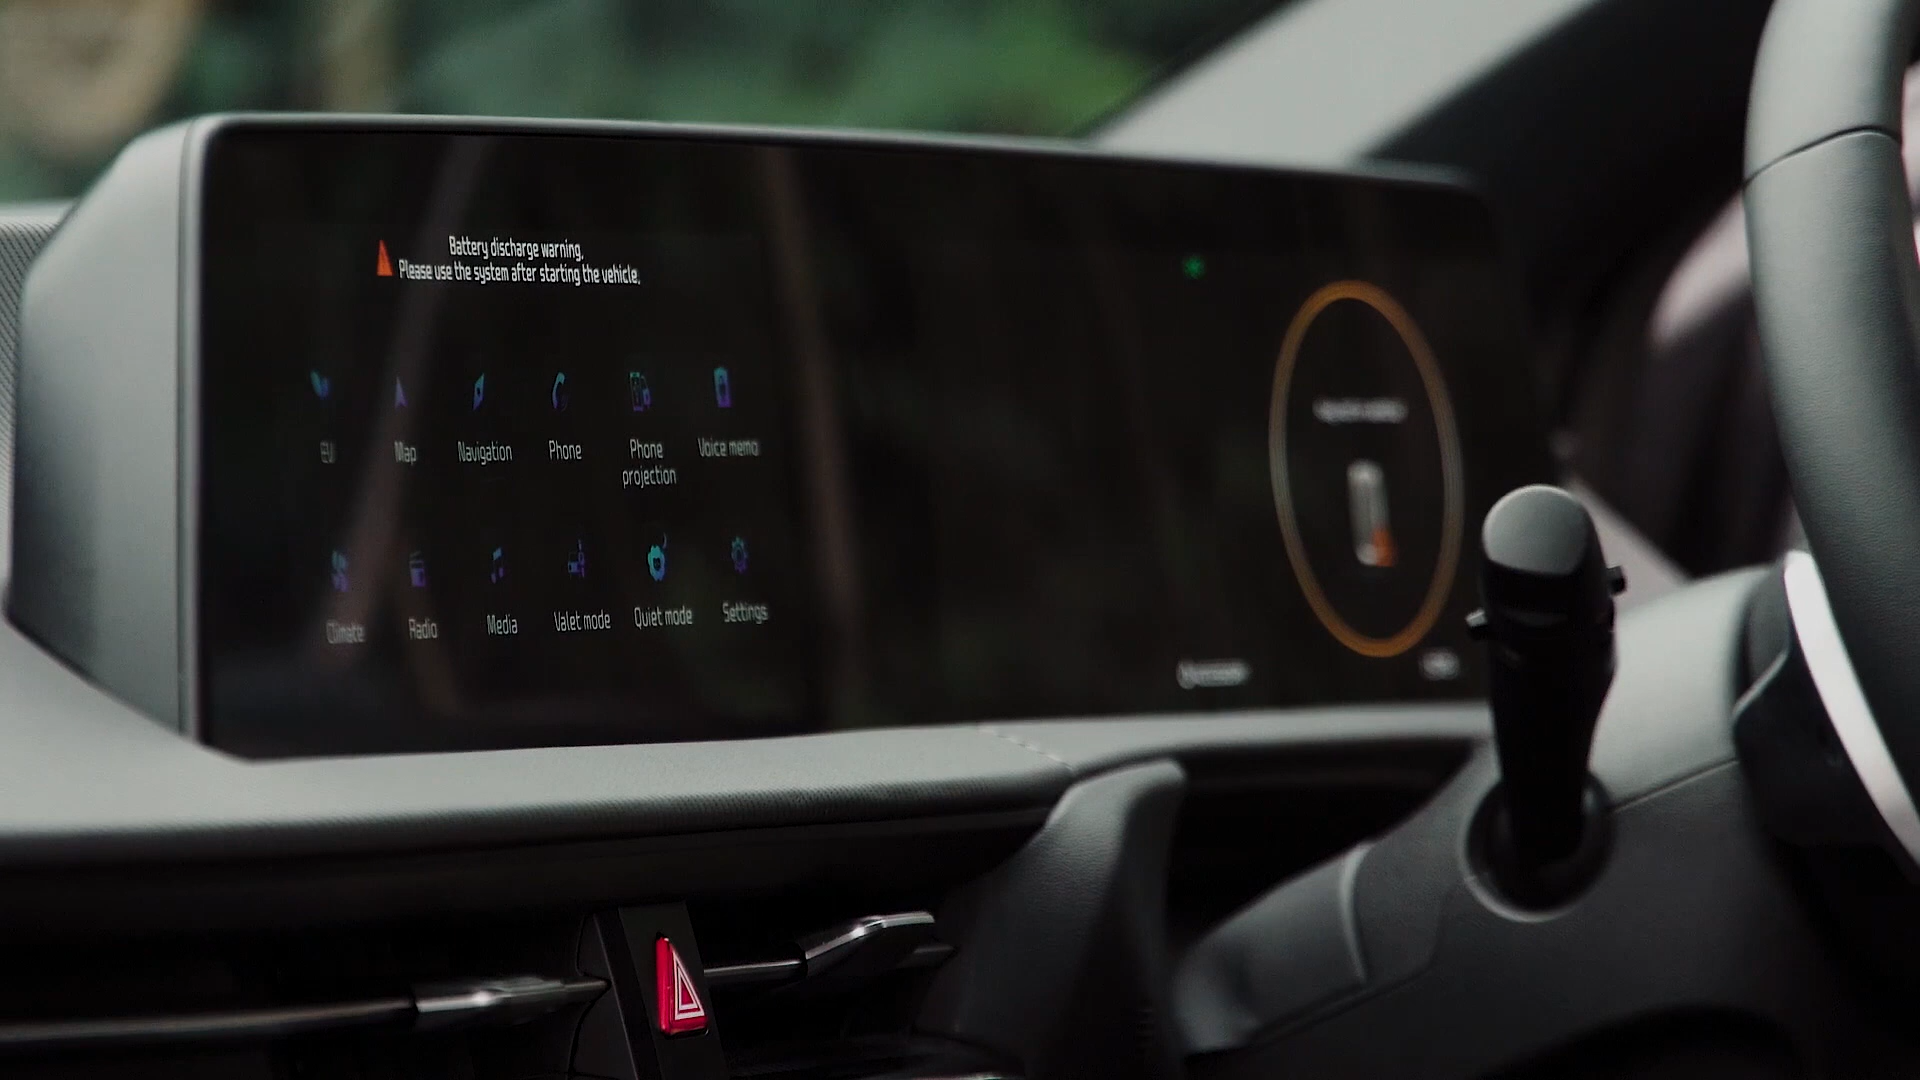 Battery discharge warning.
Please use the system after starting the vehicle.
EV
Map
Navigation
Phone
Phone
projection
Voice memo
Climate
Radio
Media
Valet mode
Quiet mode
Settings